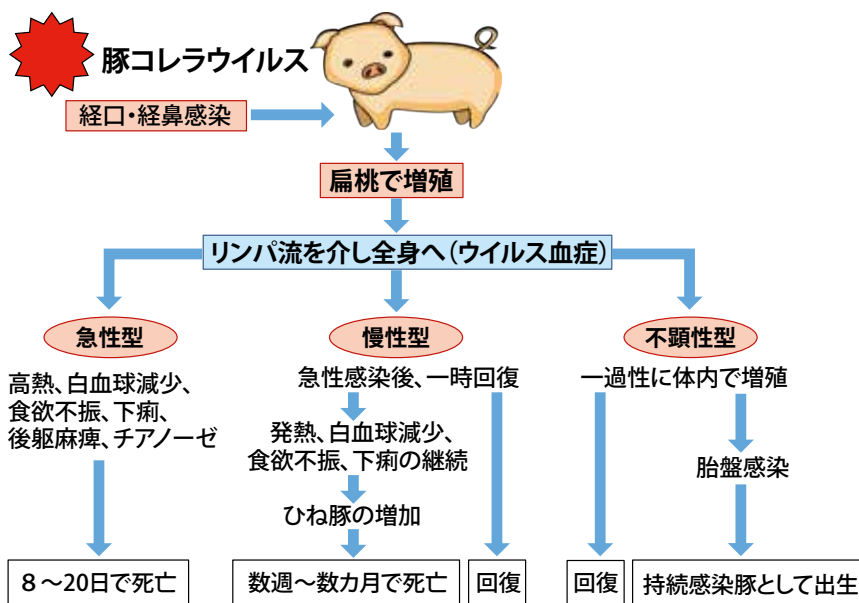 豚コレラウイルス
経口・経鼻感染
扁桃で増殖
リンパ流を介し全身へ（ウイルス血症）
急性型
高熱、白血球減少、
食欲不振、下痢、
後躯麻痺、チアノーゼ
8～20日で死亡
慢性型
急性感染後、一時回復
発熱、白血球減少、
食欲不振、下痢の継続
ひね豚の増加
数週～数カ月で死亡
回復
不顕性型
一過性に体内で増殖
回復
胎盤感染
持続感染豚として出生